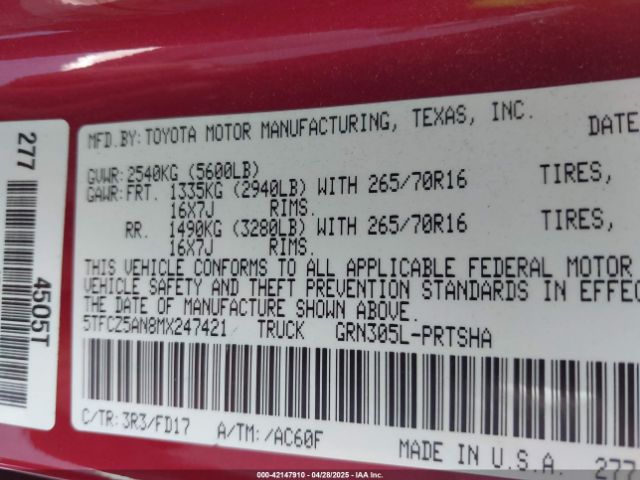 MFD.BY:TOYOTA MOTOR MANUFACTURING, TEXAS, INC. DATE
GVWR:2540KG (5600LB)
GAWR:FRT. 1335KG (2940LB) WITH 265/70R16 TIRES,
16X7J RIMS.
RR. 1490KG (3280LB) WITH 265/70R16 TIRES,
16X7J RIMS.
THIS VEHICLE CONFORMS TO ALL APPLICABLE FEDERAL MOTOR
VEHICLE SAFETY AND THEFT PREVENTION STANDARDS IN EFFEC
THE DATE OF MANUFACTURE SHOWN ABOVE.
5TFCZ5AN8MX247421 TRUCK GRN305L-PRTSHA
C/TR:3R3/FD17 A/TM:/AC60F MADE IN U.S.A. 277
277 4505T
000-42147910 04/28/2025 IAA